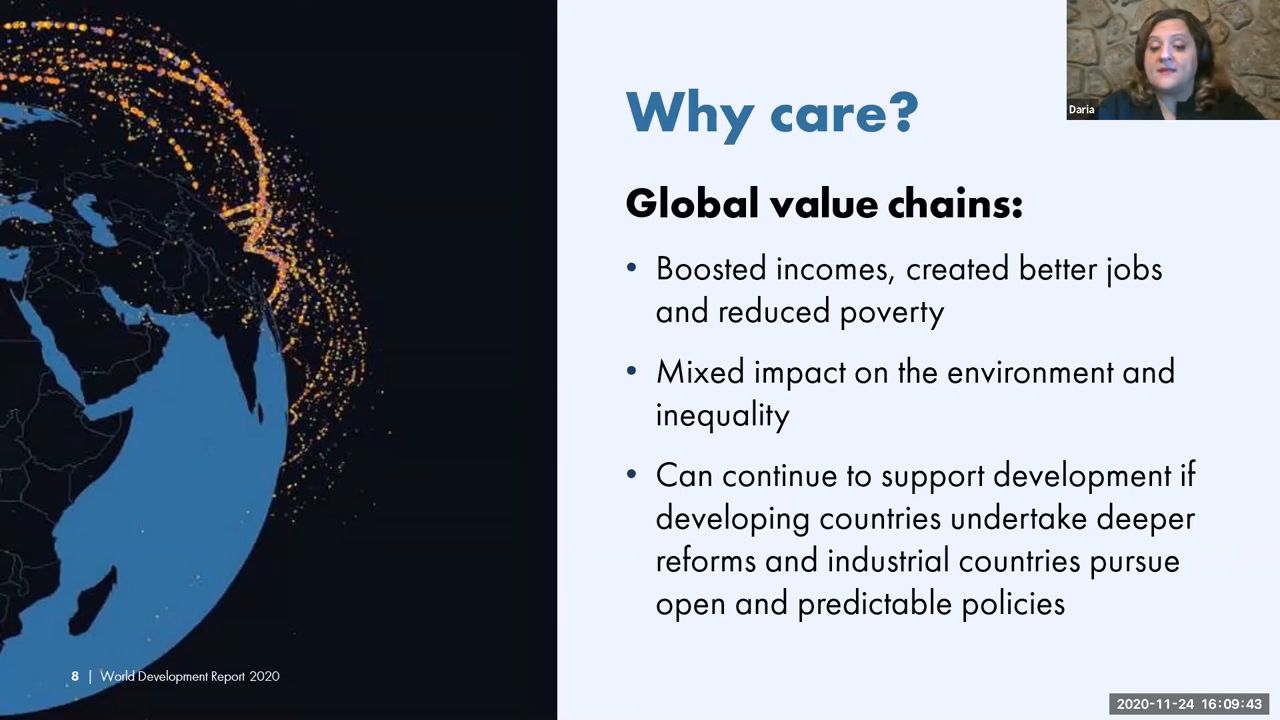 Why care?
Daria
Global value chains:
• Boosted incomes, created better jobs
and reduced poverty
• Mixed impact on the environment and
inequality
• Can continue to support development if
developing countries undertake deeper
reforms and industrial countries pursue
open and predictable policies
8 | World Development Report 2020
2020-11-24 16:09:43